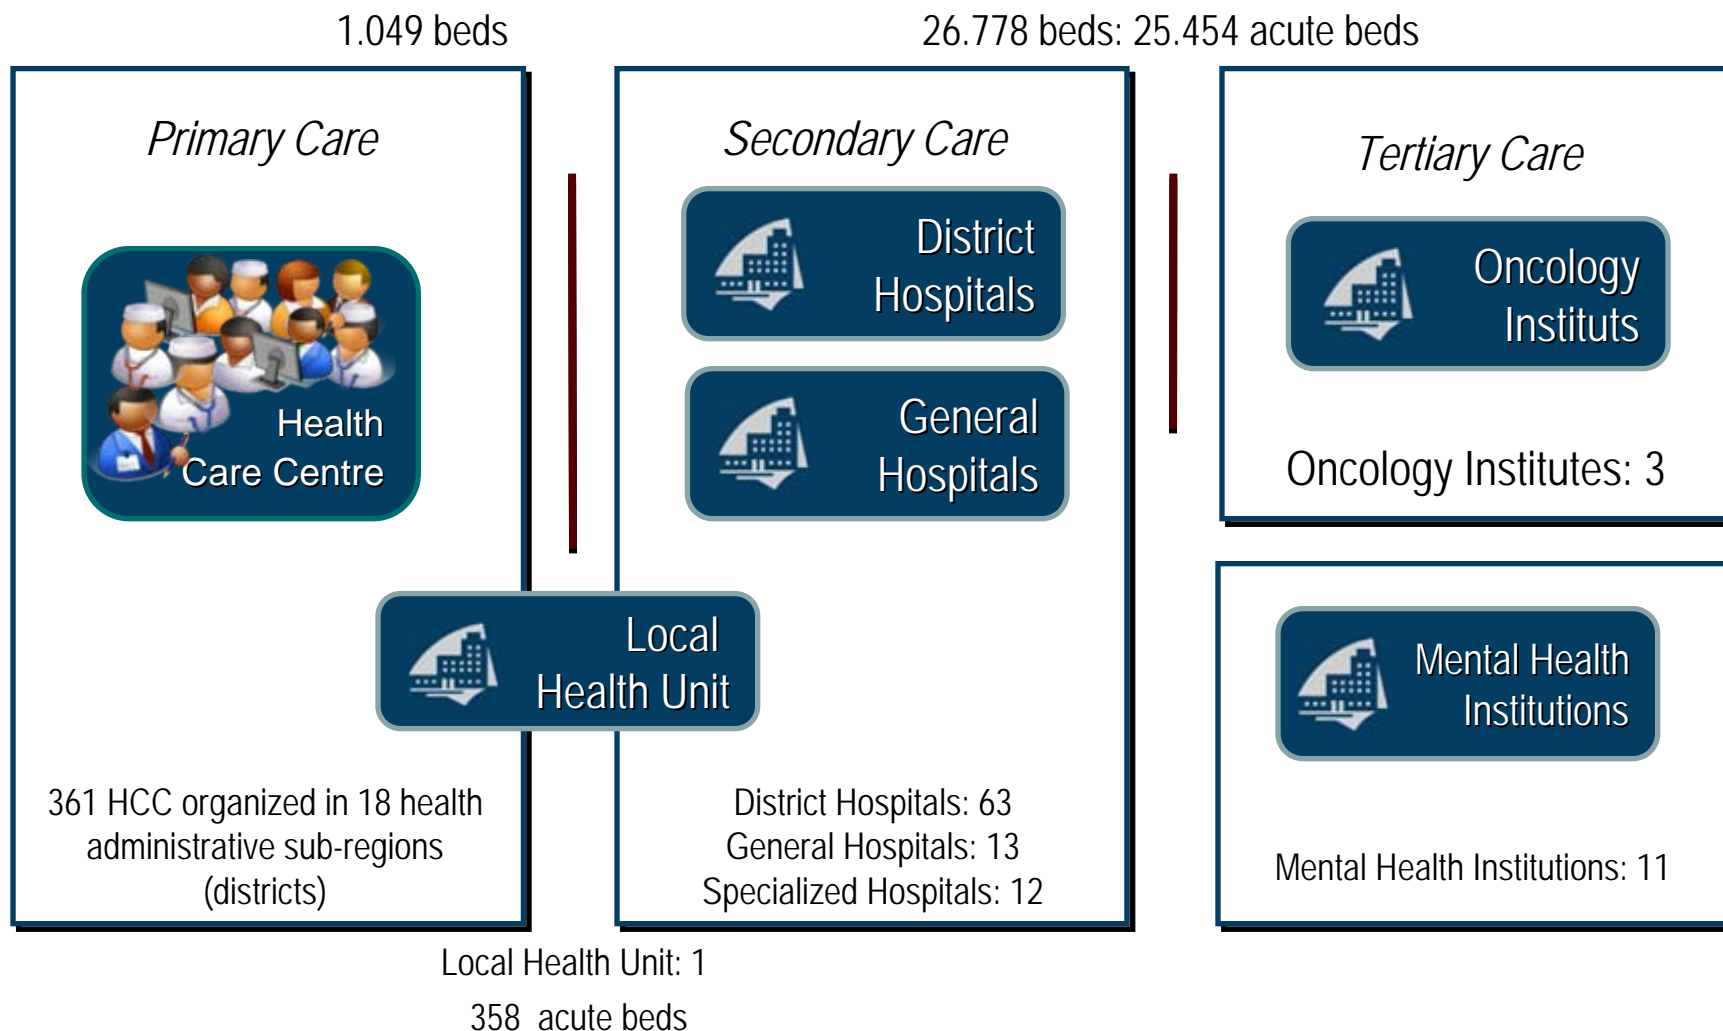 1.049 beds
26.778 beds: 25.454 acute beds
Primary Care
Health
Care Centre
361 HCC organized in 18 health
administrative sub-regions
(districts)
Secondary Care
District
Hospitals
General
Hospitals
Local
Health Unit
District Hospitals: 63
General Hospitals: 13
Specialized Hospitals: 12
Tertiary Care
Oncology
Instituts
Oncology Institutes: 3
Mental Health
Institutions
Mental Health Institutions: 11
Local Health Unit: 1
358 acute beds